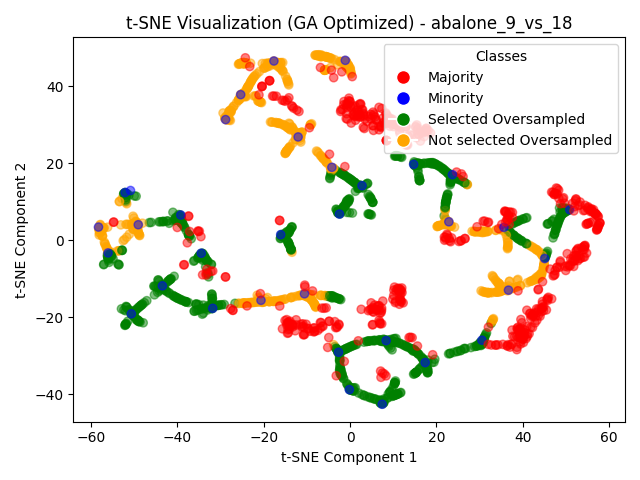 t-SNE Visualization (GA Optimized) - abalone_9_vs_18
Classes
Majority
Minority
Selected Oversampled
Not selected Oversampled
t-SNE Component 2
40
20
0
−20
−40
−60
−40
−20
0
20
40
60
t-SNE Component 1